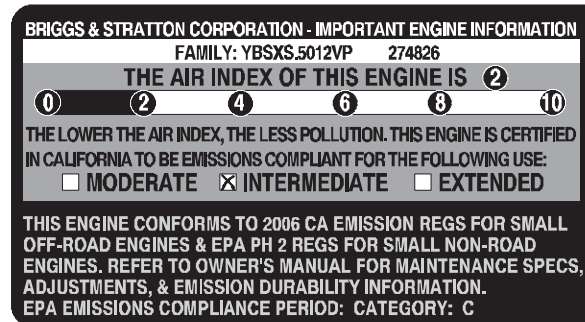 BRIGGS & STRATTON CORPORATION - IMPORTANT ENGINE INFORMATION
FAMILY: YBSXS.5012VP 274826
THE AIR INDEX OF THIS ENGINE IS 2
0 2 4 6 8 10
THE LOWER THE AIR INDEX, THE LESS POLLUTION. THIS ENGINE IS CERTIFIED
IN CALIFORNIA TO BE EMISSIONS COMPLIANT FOR THE FOLLOWING USE:
☐ MODERATE ☒ INTERMEDIATE ☐ EXTENDED
THIS ENGINE CONFORMS TO 2006 CA EMISSION REGS FOR SMALL
OFF-ROAD ENGINES & EPA PH 2 REGS FOR SMALL NON-ROAD
ENGINES. REFER TO OWNER'S MANUAL FOR MAINTENANCE SPECS,
ADJUSTMENTS, & EMISSION DURABILITY INFORMATION.
EPA EMISSIONS COMPLIANCE PERIOD: CATEGORY: C